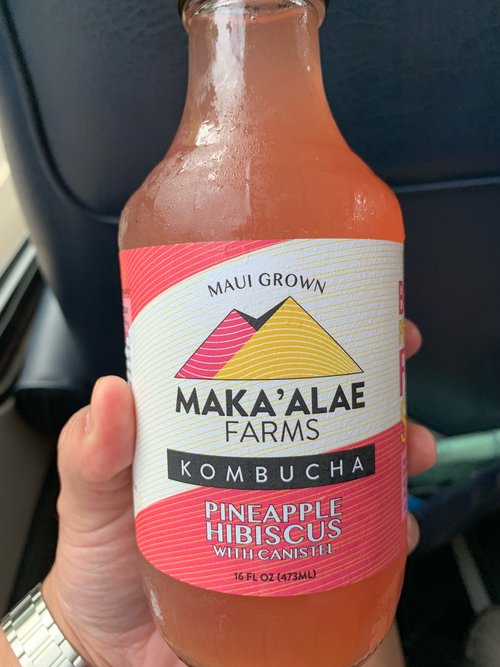 MAUI GROWN
MAKA'ALAE
FARMS
KOMBUCHA
PINEAPPLE
HIBISCUS
WITH CANISTEL
16 FL OZ (473ML)